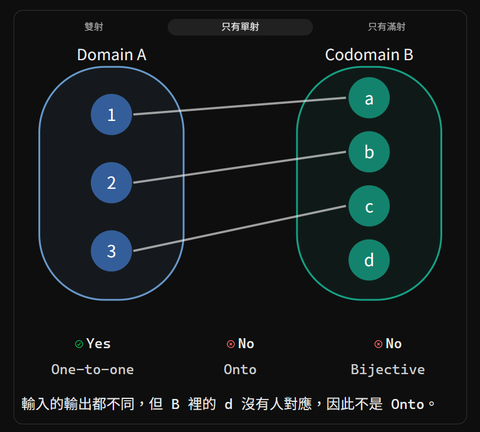 雙射 只有單射 只有滿射
Domain A Codomain B
1 a
2 b
3 c
d
Yes No No
One-to-one Onto Bijective
輸入的輸出都不同，但 B 裡的 d 沒有人對應，因此不是 Onto。